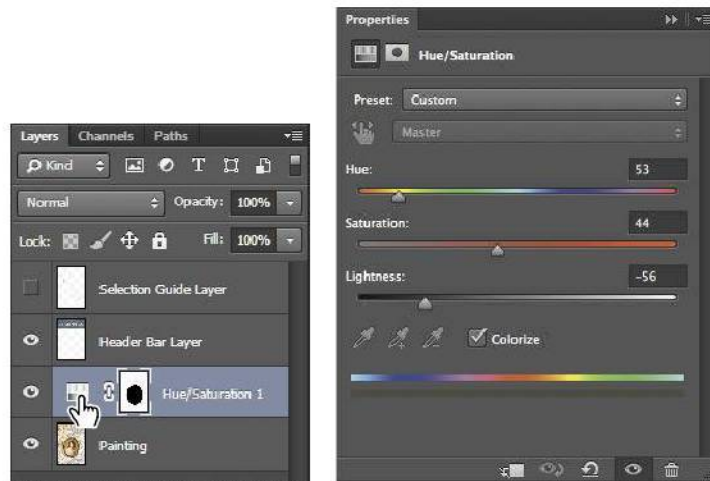 Properties
Hue/Saturation
Preset: Custom
Master
Hue: 53
Saturation: 44
Lightness: -56
Colorize
Layers Channels Paths
Kind T
Normal Opacity: 100%
Lock: Fill: 100%
Selection Guide Layer
Header Bar Layer
Hue/Saturation 1
Painting